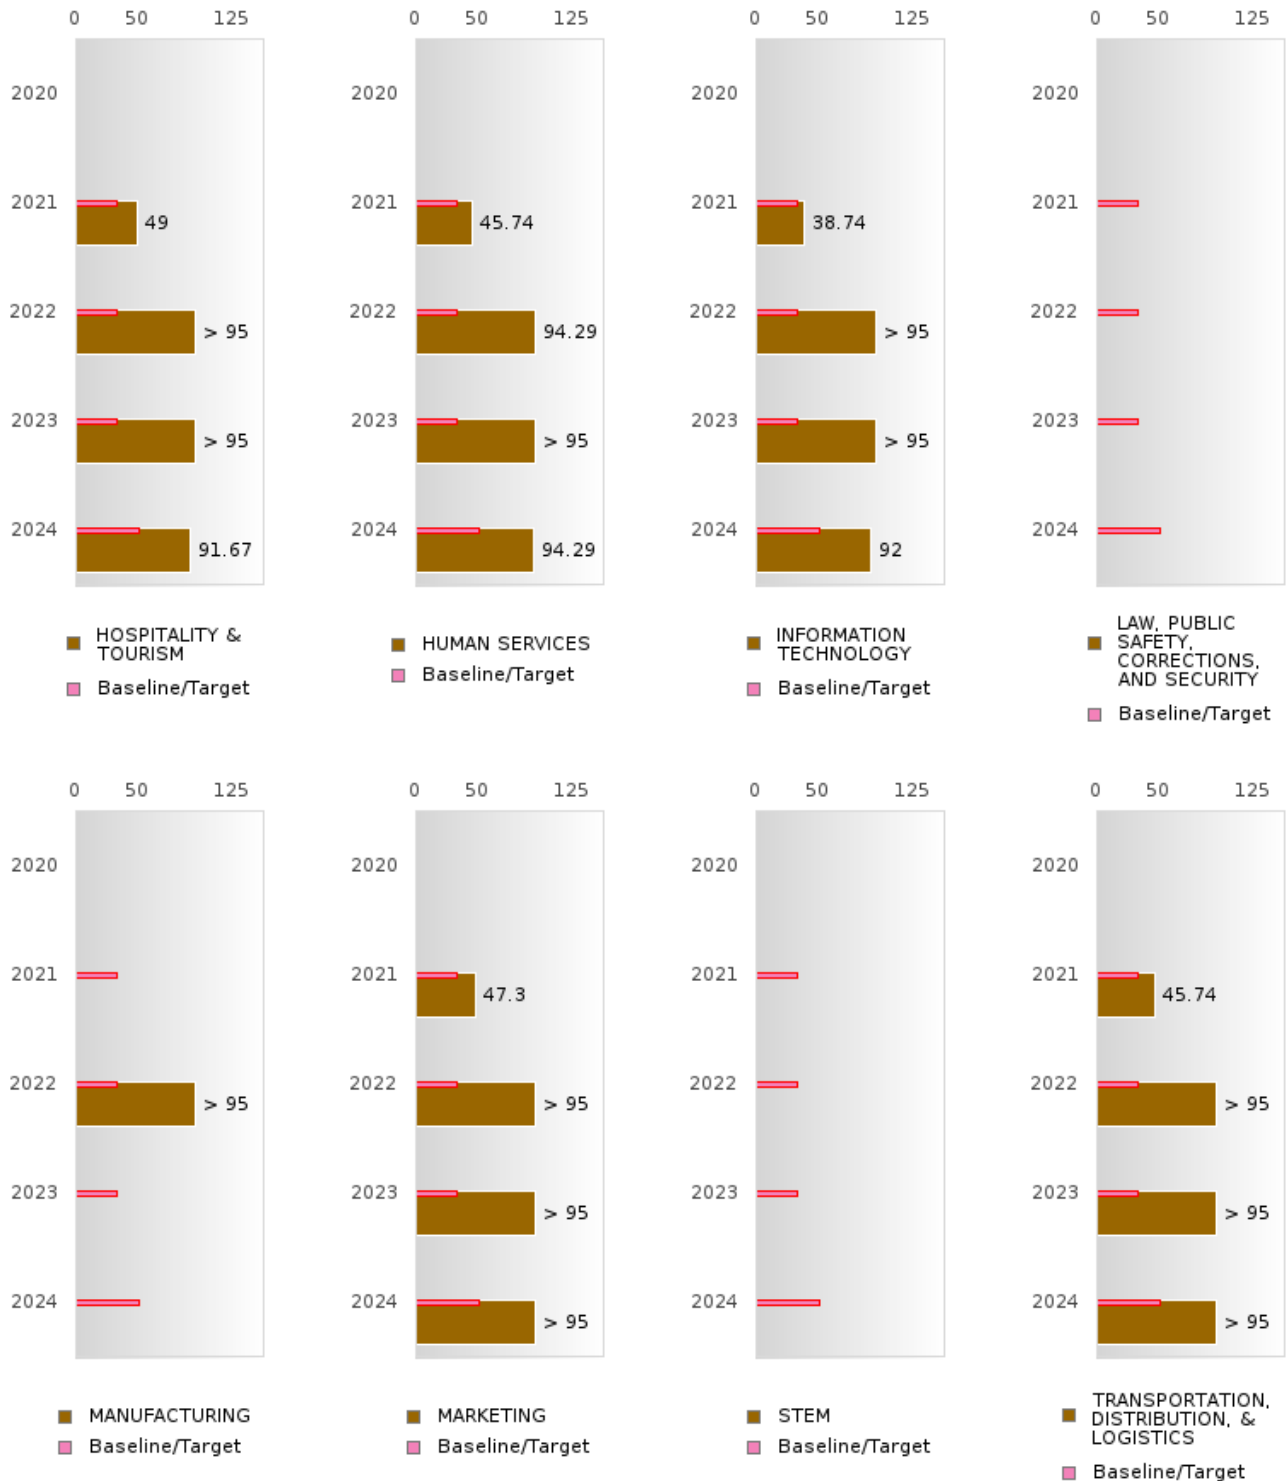 0 50 125
2020
2021
49
2022
> 95
2023
> 95
2024
91.67
HOSPITALITY &
TOURISM
Baseline/Target
0 50 125
2020
2021
45.74
2022
94.29
2023
> 95
2024
94.29
HUMAN SERVICES
Baseline/Target
0 50 125
2020
2021
38.74
2022
> 95
2023
> 95
2024
92
INFORMATION
TECHNOLOGY
Baseline/Target
0 50 125
2020
2021
2022
2023
2024
LAW, PUBLIC
SAFETY,
CORRECTIONS,
AND SECURITY
Baseline/Target
0 50 125
2020
2021
2022
> 95
2023
2024
MANUFACTURING
Baseline/Target
0 50 125
2020
2021
47.3
2022
> 95
2023
> 95
2024
> 95
MARKETING
Baseline/Target
0 50 125
2020
2021
2022
2023
2024
STEM
Baseline/Target
0 50 125
2020
2021
45.74
2022
> 95
2023
> 95
2024
> 95
TRANSPORTATION,
DISTRIBUTION, &
LOGISTICS
Baseline/Target